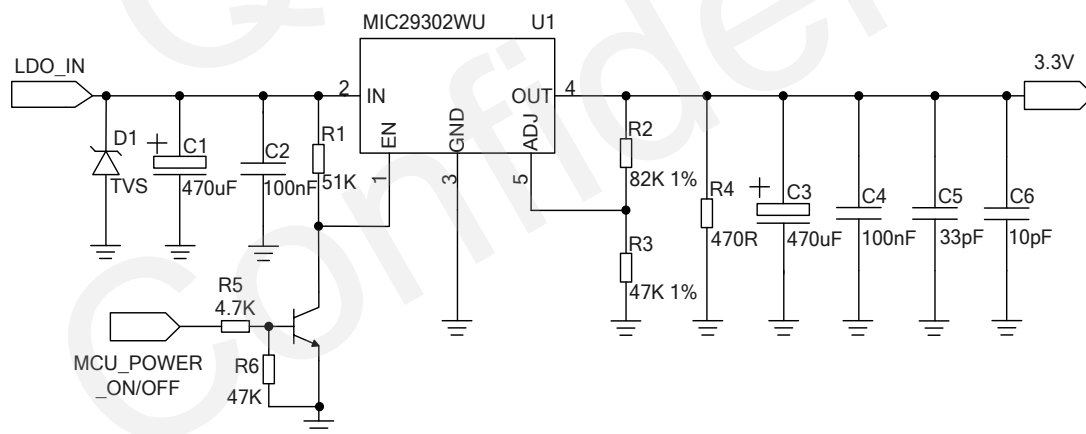 MIC29302WU
U1
LDO_IN
3.3V
2
IN
OUT
4
EN
GND
ADJ
1
3
5
D1
TVS
C1
470uF
C2
100nF
R1
51K
R2
82K 1%
R3
47K 1%
R4
470R
C3
470uF
C4
100nF
C5
33pF
C6
10pF
R5
4.7K
MCU_POWER
_ON/OFF
R6
47K